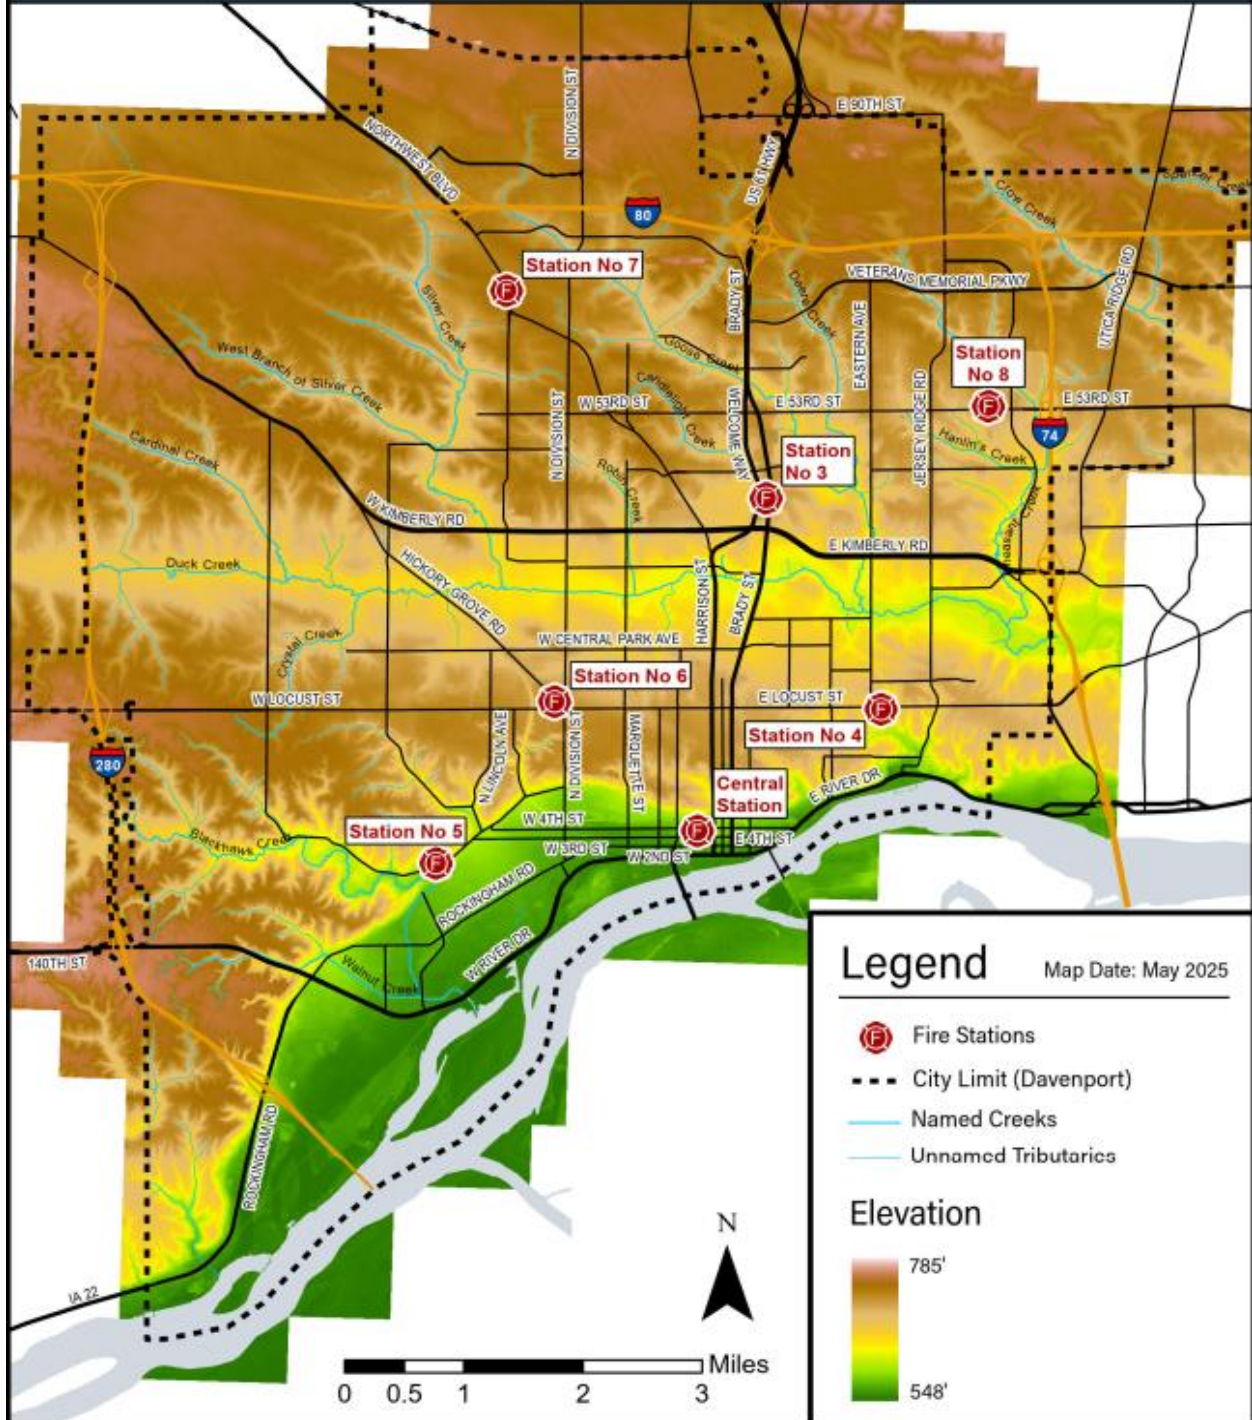 E 90TH ST
N DIVISION ST
NORTHWEST BLVD
US 61 HWY
Spencer Creek
Crow Creek
80
Station No 7
VETERANS MEMORIAL PKWY
UTICA RIDGE RD
BRADY ST
Goose Creek
EASTERN AVE
Silver Creek
West Branch of Silver Creek
Station
No 8
Candlelight Creek
W 53RD ST
E 53RD ST
E 53RD ST
WELCOME WAY
JERSEY RIDGE RD
N DIVISION ST
74
Cardinal Creek
Hanlin's Creek
Station
No 3
Robin Creek
W KIMBERLY RD
Pheasant Creek
E KIMBERLY RD
Duck Creek
HICKORY GROVE RD
HARRISON ST
BRADY ST
Crystal Creek
W CENTRAL PARK AVE
Station No 6
W LOCUST ST
E LOCUST ST
Station No 4
N LINCOLN AVE
N DIVISION ST
MARQUETTE ST
280
Central
Station
E RIVER DR
W 4TH ST
E 4TH ST
Station No 5
Blackhawk Creek
W 3RD ST
W 2ND ST
ROCKINGHAM RD
W RIVER DR
140TH ST
Walnut Creek
ROCKINGHAM RD
IA 22
Legend
Map Date: May 2025
Fire Stations
City Limit (Davenport)
Named Creeks
Unnamed Tributaries
Elevation
785'
548'
N
Miles
0 0.5 1 2 3